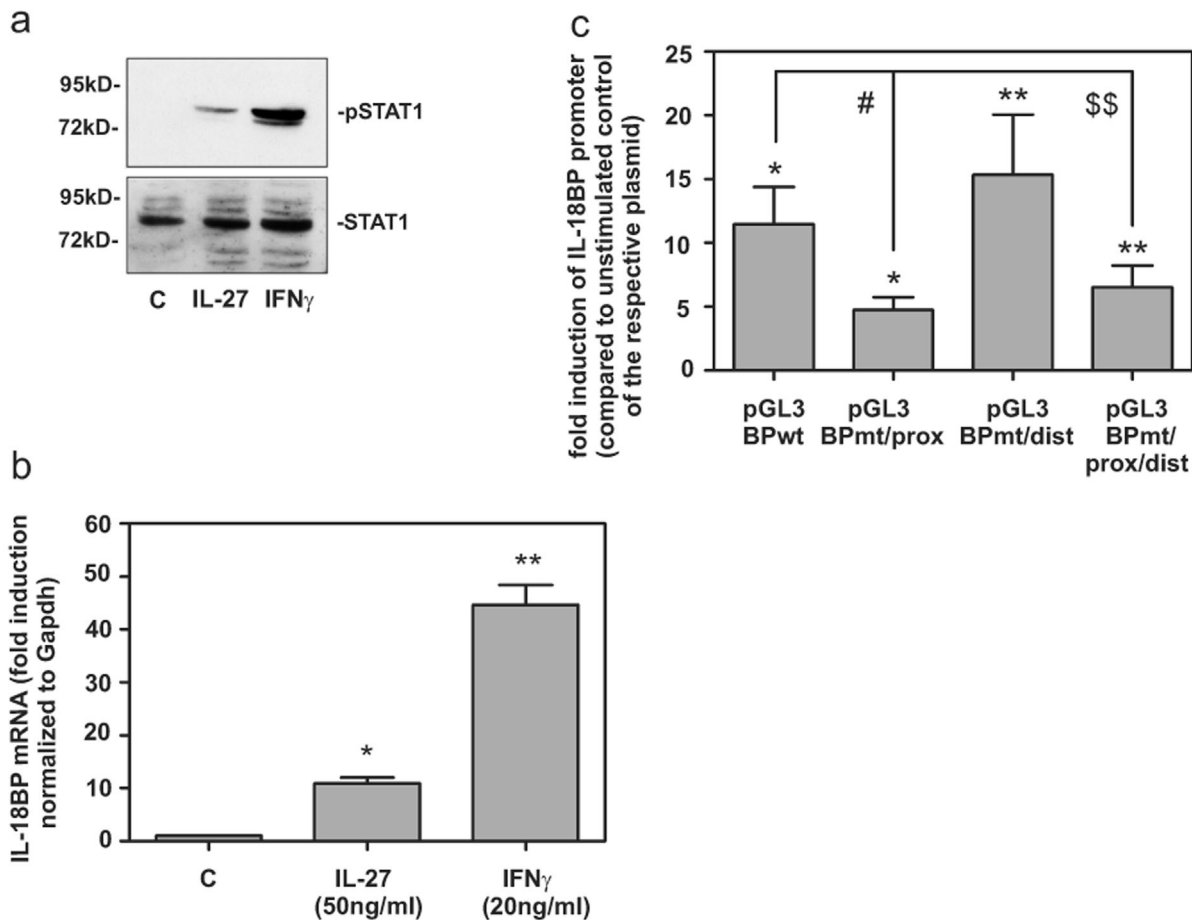 a
95kD-
72kD-
-pSTAT1
95kD-
72kD-
-STAT1
C IL-27 IFNγ
b
IL-18BP mRNA (fold induction
normalized to Gapdh)
60
50
40
30
20
10
0
*
**
C IL-27 IFNγ
(50ng/ml) (20ng/ml)
c
fold induction of IL-18BP promoter
(compared to unstimulated control
of the respective plasmid)
25
20
15
10
5
0
# $$
*
*
**
**
pGL3 pGL3 pGL3 pGL3
BPwt BPmt/prox BPmt/dist BPmt/
prox/dist